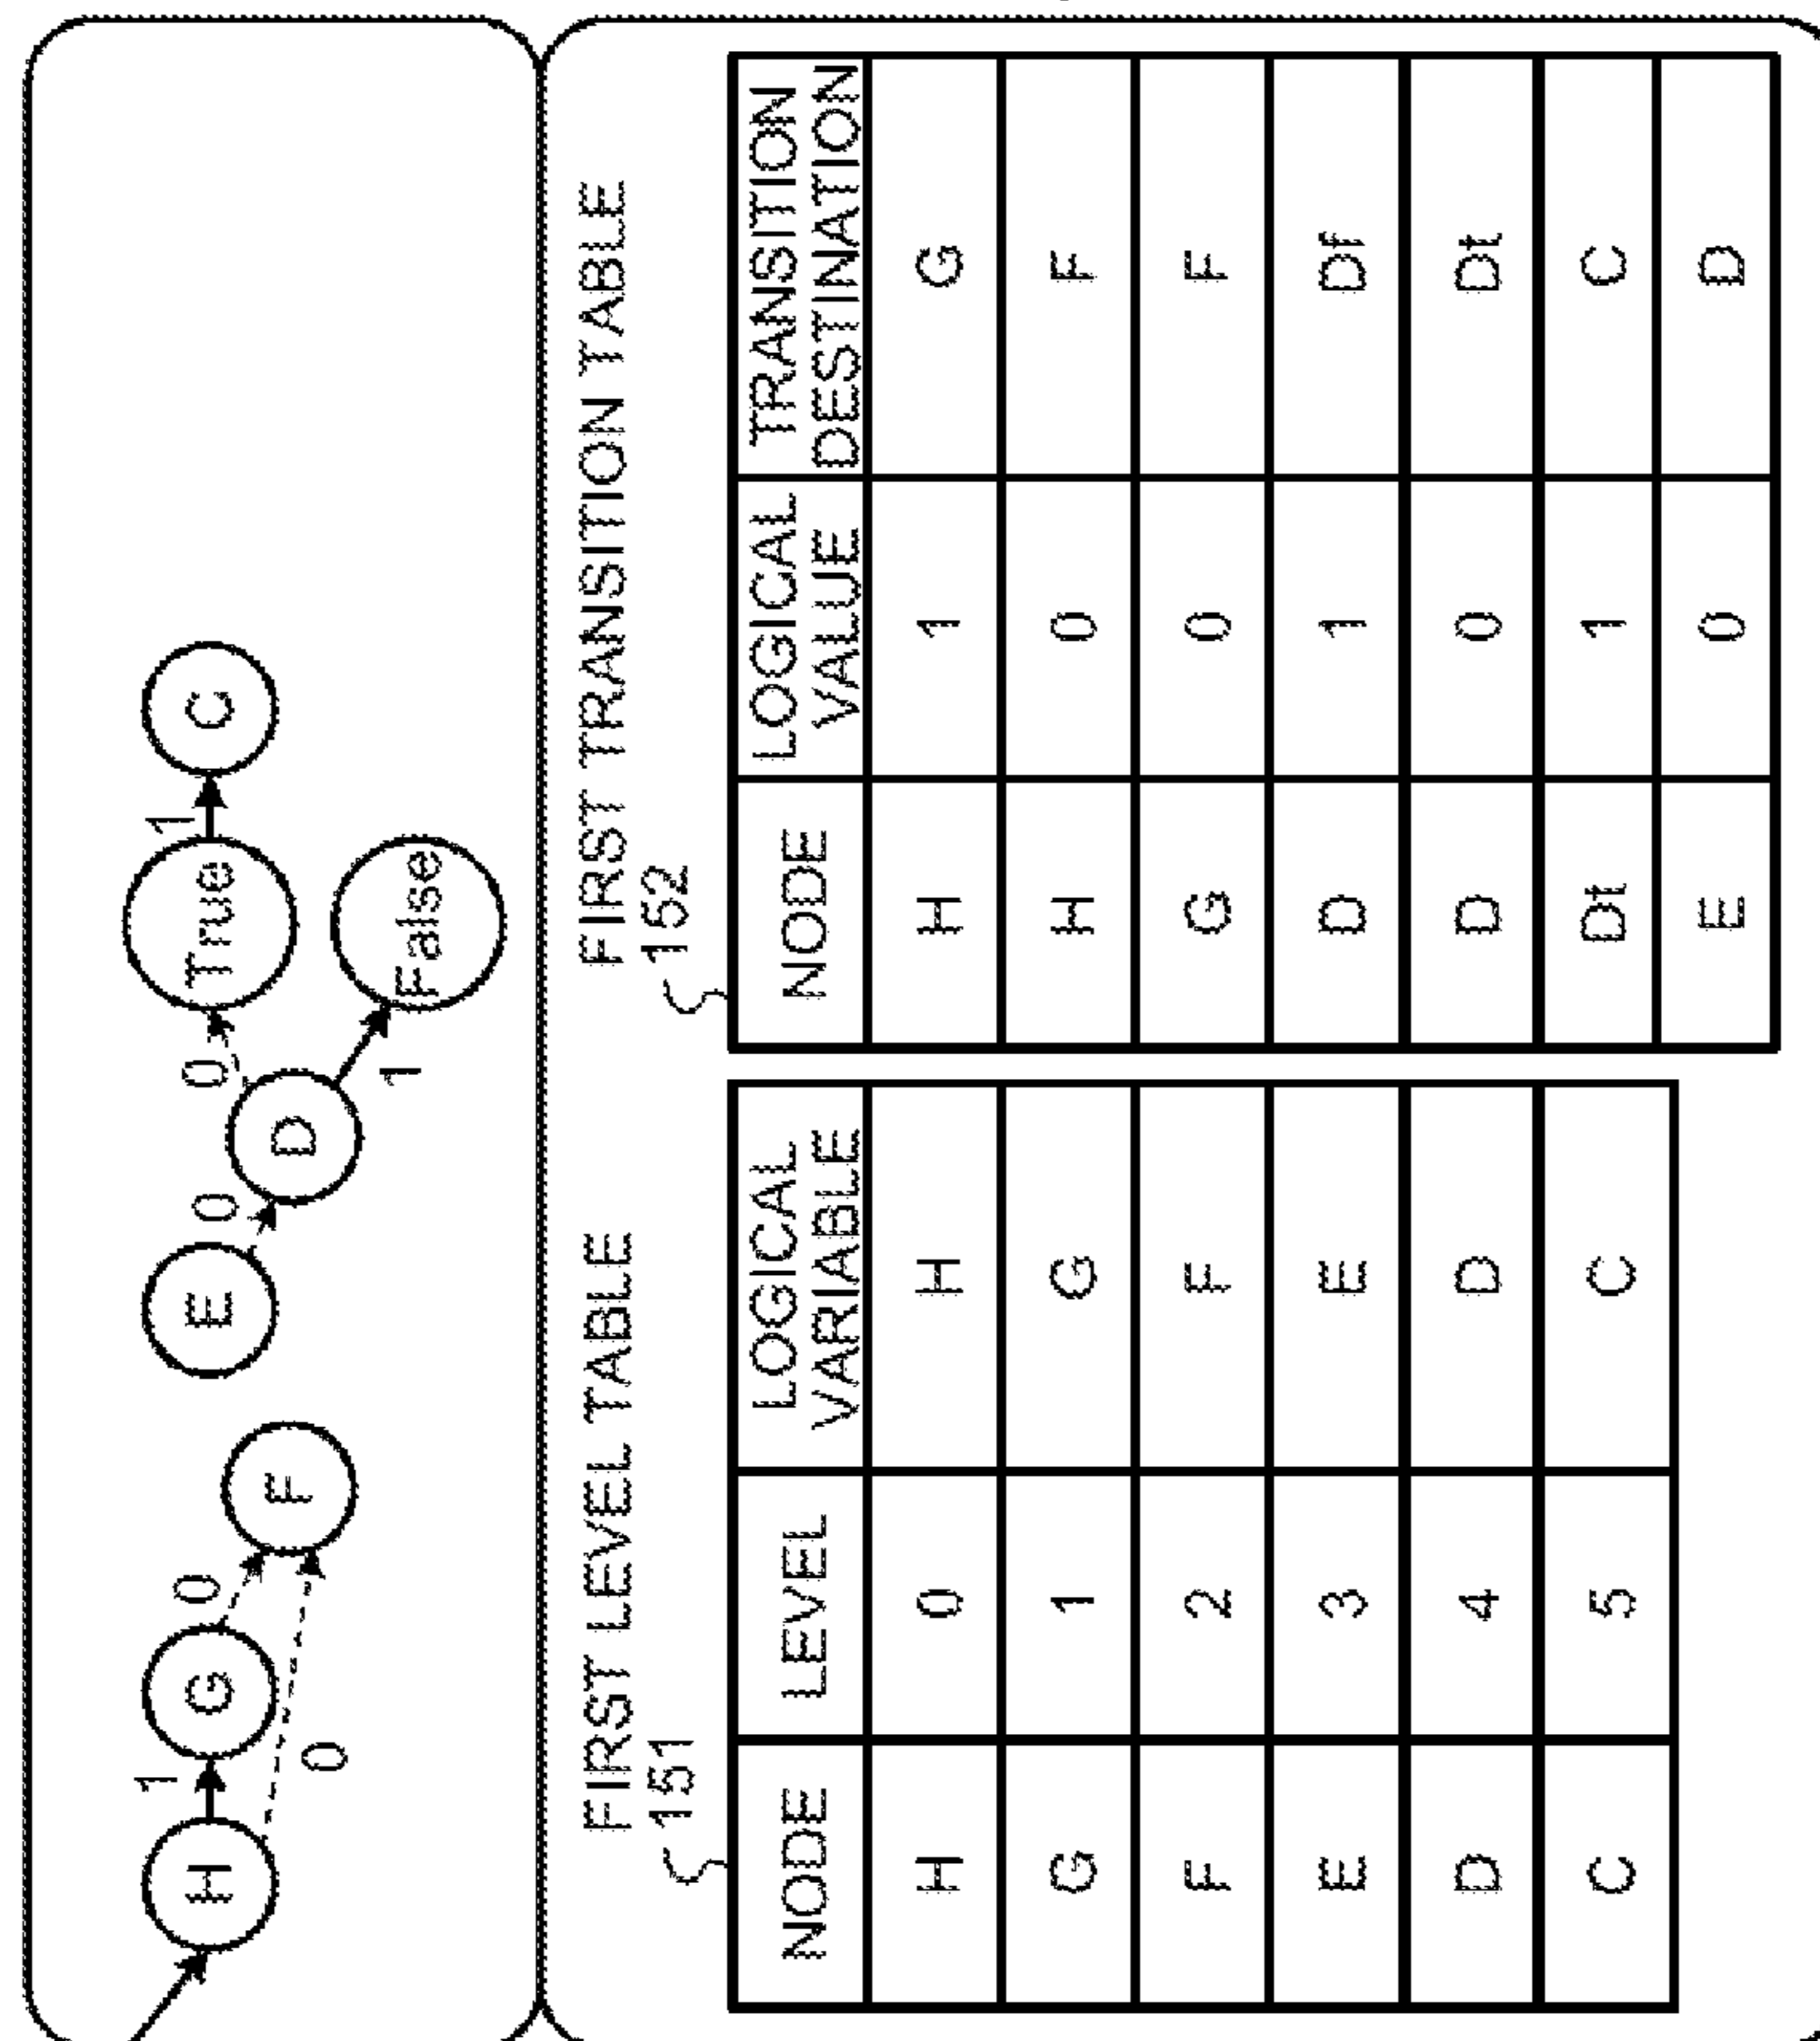 H
1
G
0
0
F
E
0
D
0
1
True
False
1
C
FIRST LEVEL TABLE
151
NODE LEVEL LOGICAL VARIABLE
H 0 H
G 1 G
F 2 F
E 3 E
D 4 D
C 5 C
FIRST TRANSITION TABLE
152
NODE LOGICAL VALUE TRANSITION DESTINATION
H 1 G
H 0 F
G 0 F
D 1 Df
D 0 Dt
Dt 1 C
E 0 D